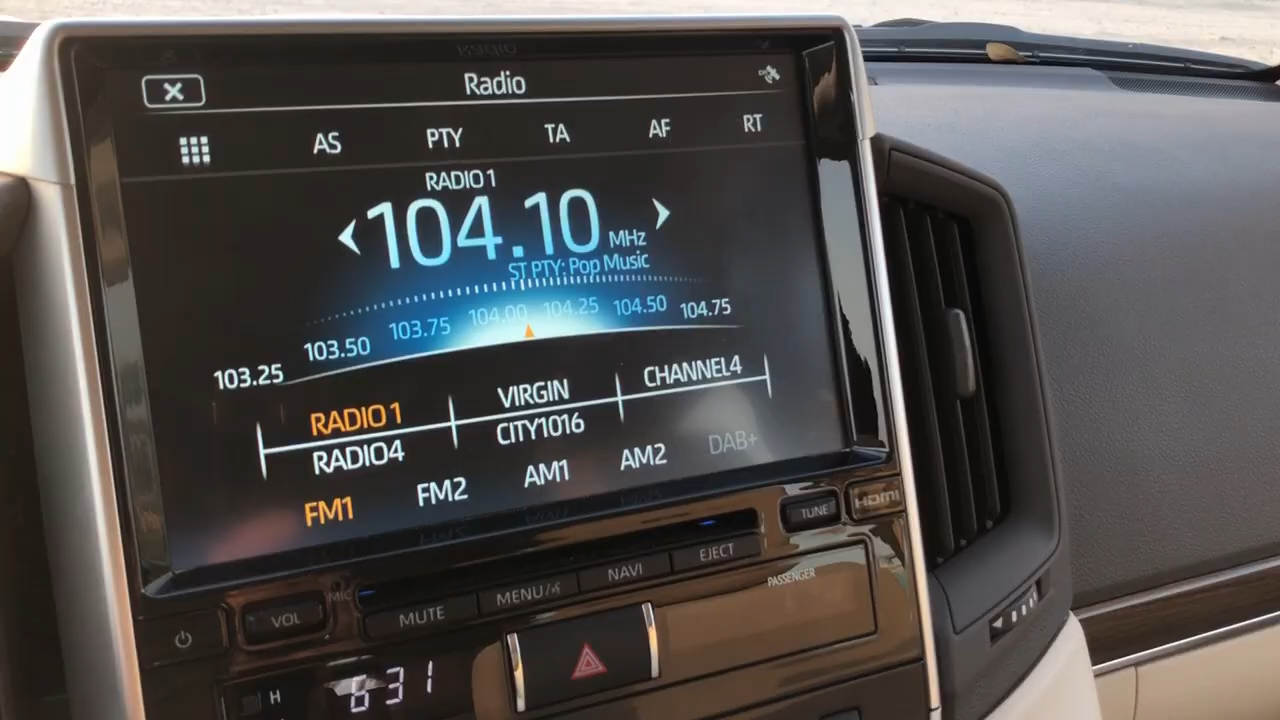 Radio
AS PTY TA AF RT
RADIO 1
104.10 MHz
ST PTY: Pop Music
103.25 103.50 103.75 104.00 104.25 104.50 104.75
RADIO 1 VIRGIN CHANNEL4
RADIO4 CITY1016
FM1 FM2 AM1 AM2 DAB+
TUNE HDMI
MIC
VOL MUTE MENU NAVI EJECT
PASSENGER
H 631